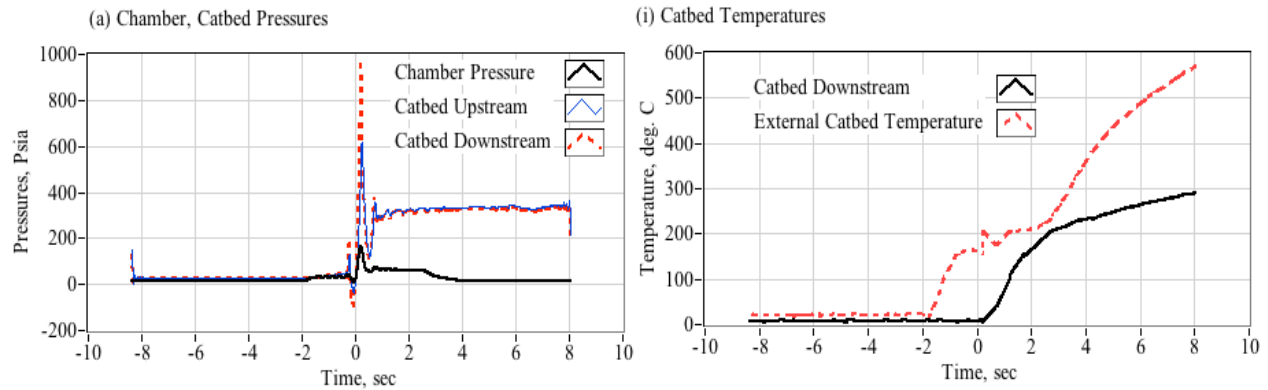 (a) Chamber, Catbed Pressures
1000
800
600
400
200
0
-200
Pressures, Psia
Chamber Pressure
Catbed Upstream
Catbed Downstream
-10 -8 -6 -4 -2 0 2 4 6 8 10
Time, sec
(i) Catbed Temperatures
600
500
400
300
200
100
0
Temperature, deg. C
Catbed Downstream
External Catbed Temperature
-10 -8 -6 -4 -2 0 2 4 6 8 10
Time, sec